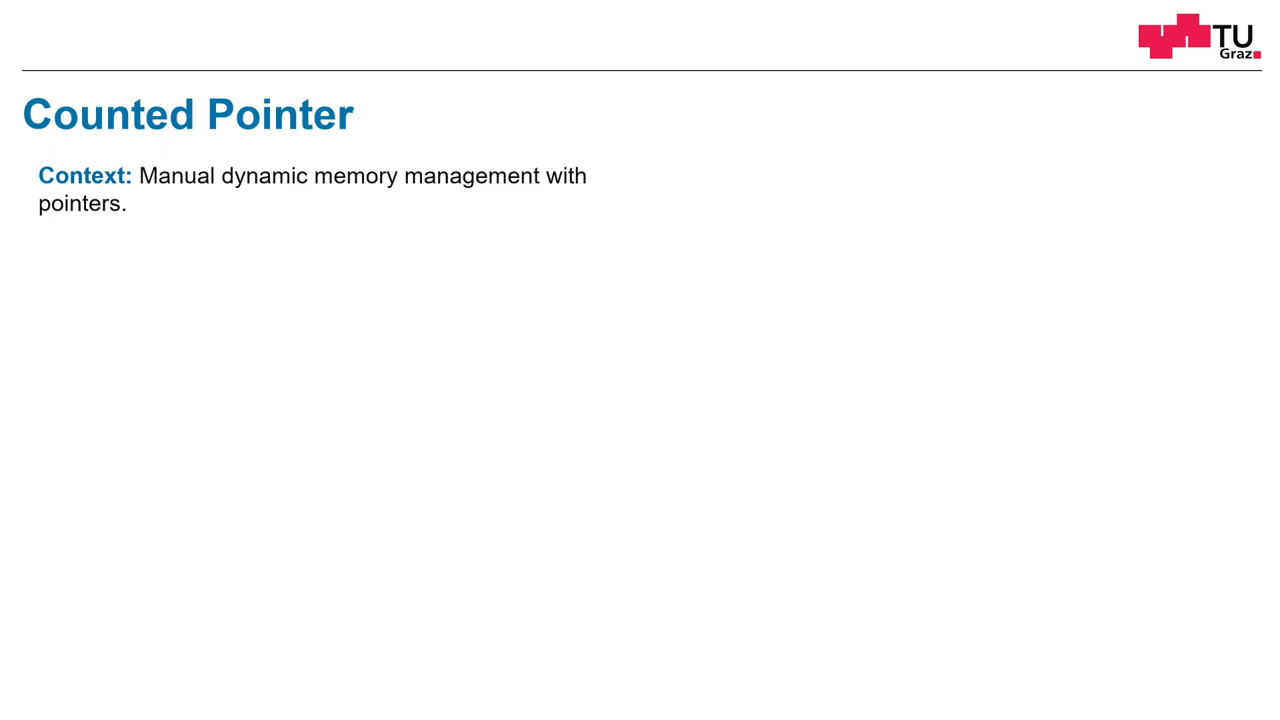 TU
Graz
Counted Pointer
Context: Manual dynamic memory management with
pointers.